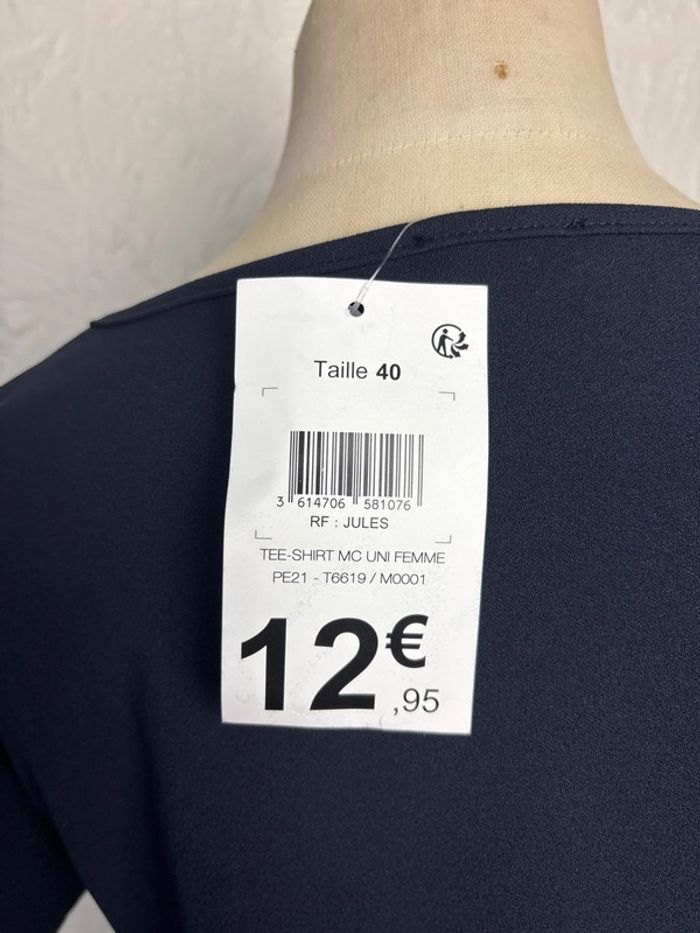 Taille 40
3 614706 581076
RF : JULES
TEE-SHIRT MC UNI FEMME
PE21 - T6619 / M0001
12€,95